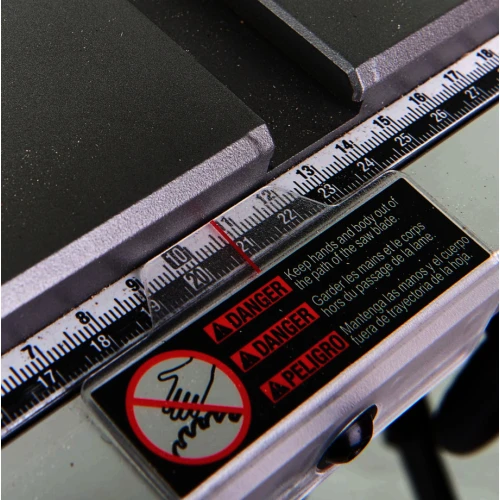 7 8 9 10 11 12 13 14 15 16 17 18
17 18 19 20 21 22 23 24 25 26 27
DANGER
Keep hands and body out of
the path of the saw blade.
DANGER
Garder les mains et le corps
hors du passage de la lame.
PELIGRO
Mantenga las manos y el cuerpo
fuera de trajectoria de la hoja.